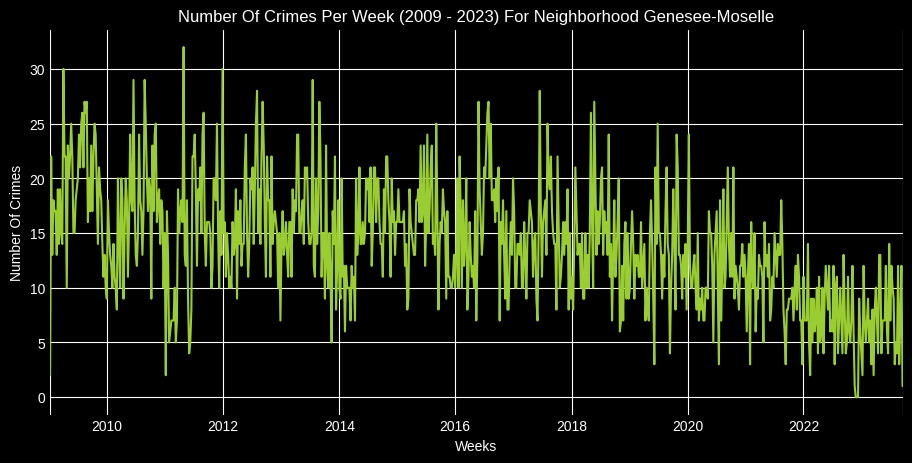 Number Of Crimes Per Week (2009 - 2023) For Neighborhood Genesee-Moselle
Number Of Crimes
30
25
20
15
10
5
0
2010 2012 2014 2016 2018 2020 2022
Weeks